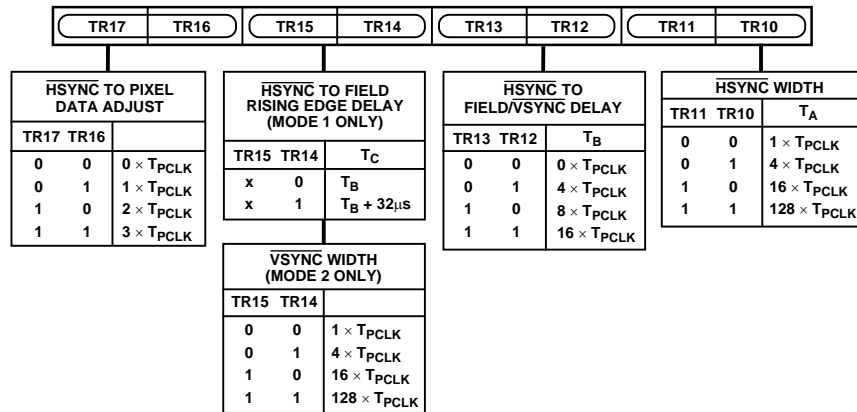 TR17 TR16 TR15 TR14 TR13 TR12 TR11 TR10
HSYNC TO PIXEL
DATA ADJUST
TR17 TR16
0 0 0 × TPCLK
0 1 1 × TPCLK
1 0 2 × TPCLK
1 1 3 × TPCLK
HSYNC TO FIELD
RISING EDGE DELAY
(MODE 1 ONLY)
TR15 TR14 TC
x 0 TB
x 1 TB + 32μs
VSYNC WIDTH
(MODE 2 ONLY)
TR15 TR14
0 0 1 × TPCLK
0 1 4 × TPCLK
1 0 16 × TPCLK
1 1 128 × TPCLK
HSYNC TO
FIELD/VSYNC DELAY
TR13 TR12 TB
0 0 0 × TPCLK
0 1 4 × TPCLK
1 0 8 × TPCLK
1 1 16 × TPCLK
HSYNC WIDTH
TR11 TR10 TA
0 0 1 × TPCLK
0 1 4 × TPCLK
1 0 16 × TPCLK
1 1 128 × TPCLK